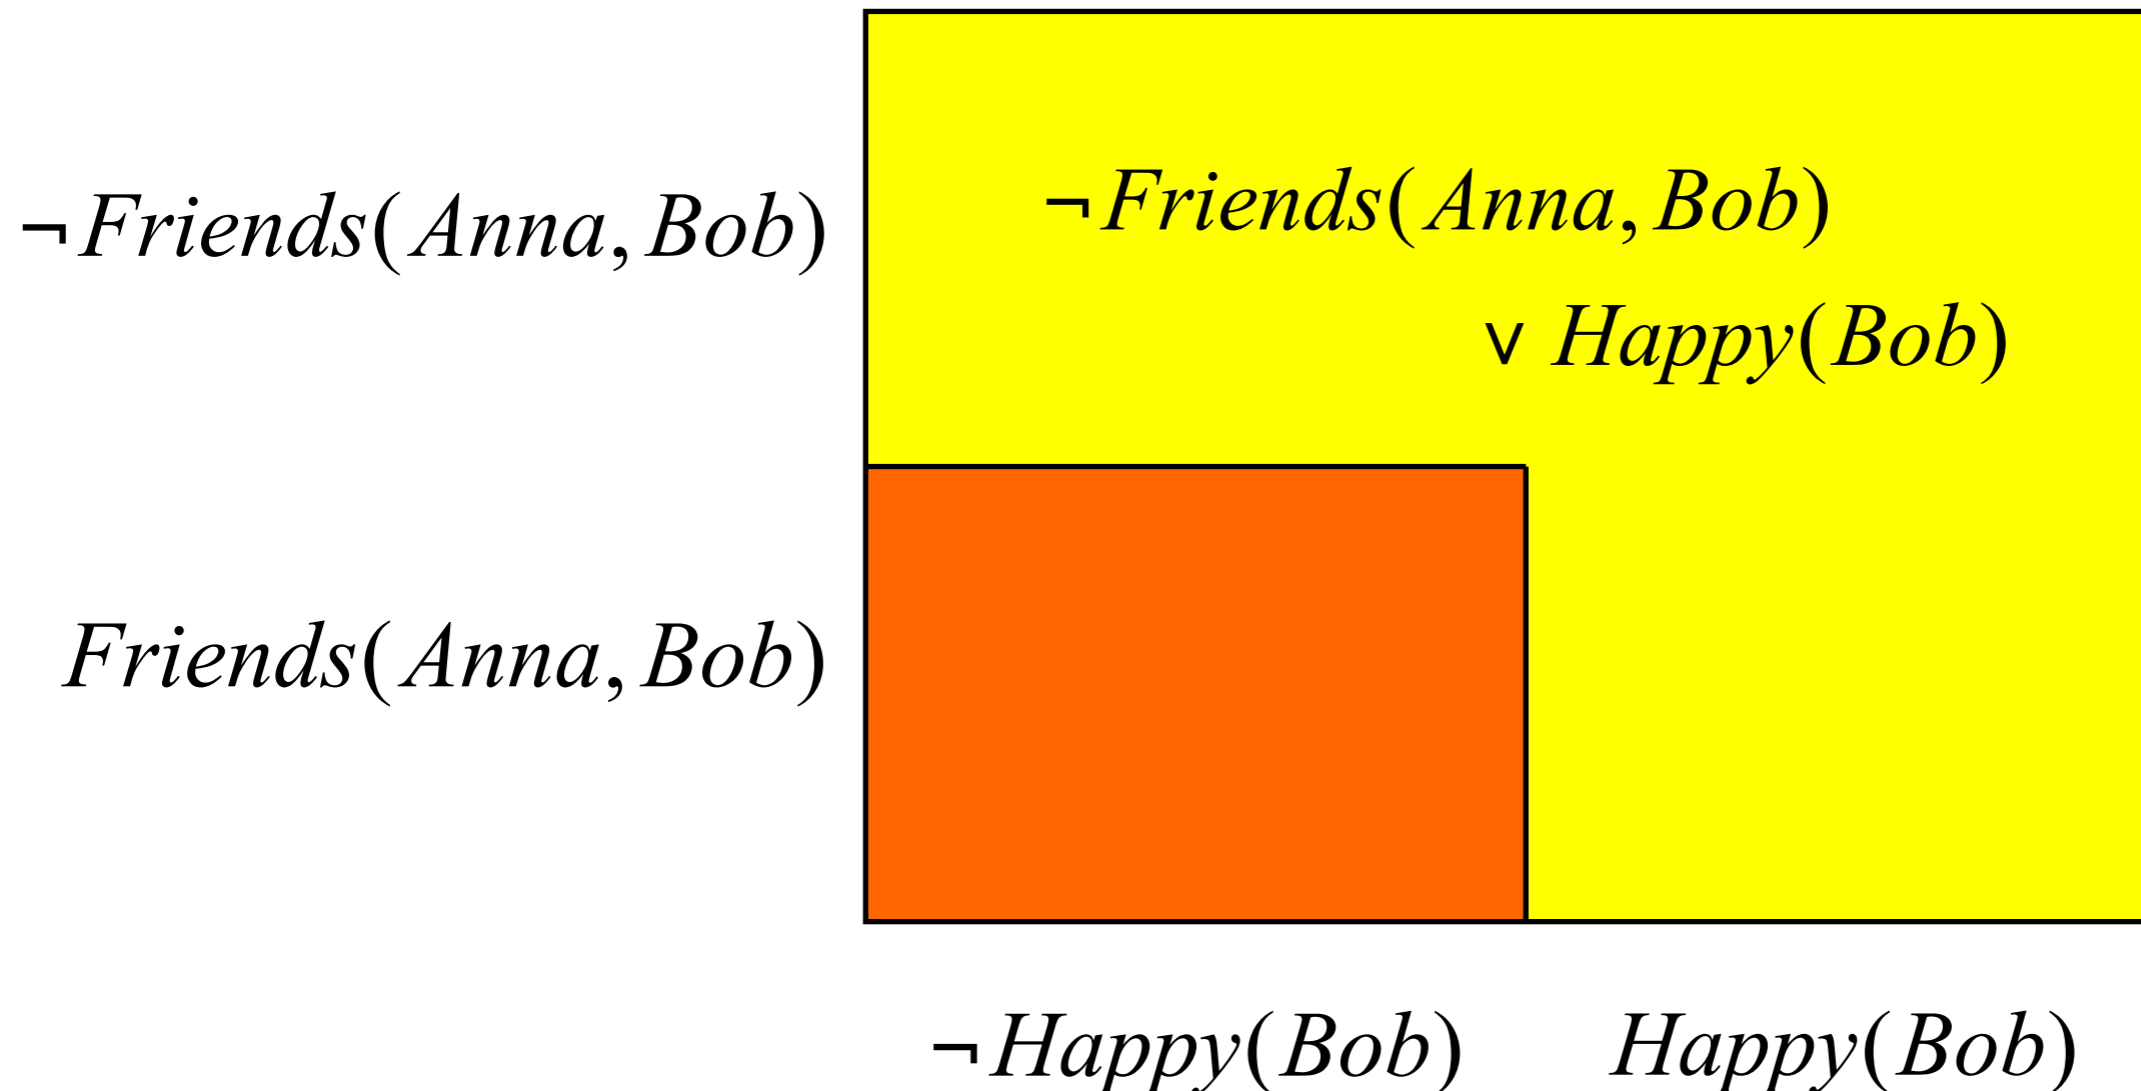 ¬Friends(Anna, Bob)
¬Friends(Anna, Bob)
∨ Happy(Bob)
Friends(Anna, Bob)
¬Happy(Bob) Happy(Bob)